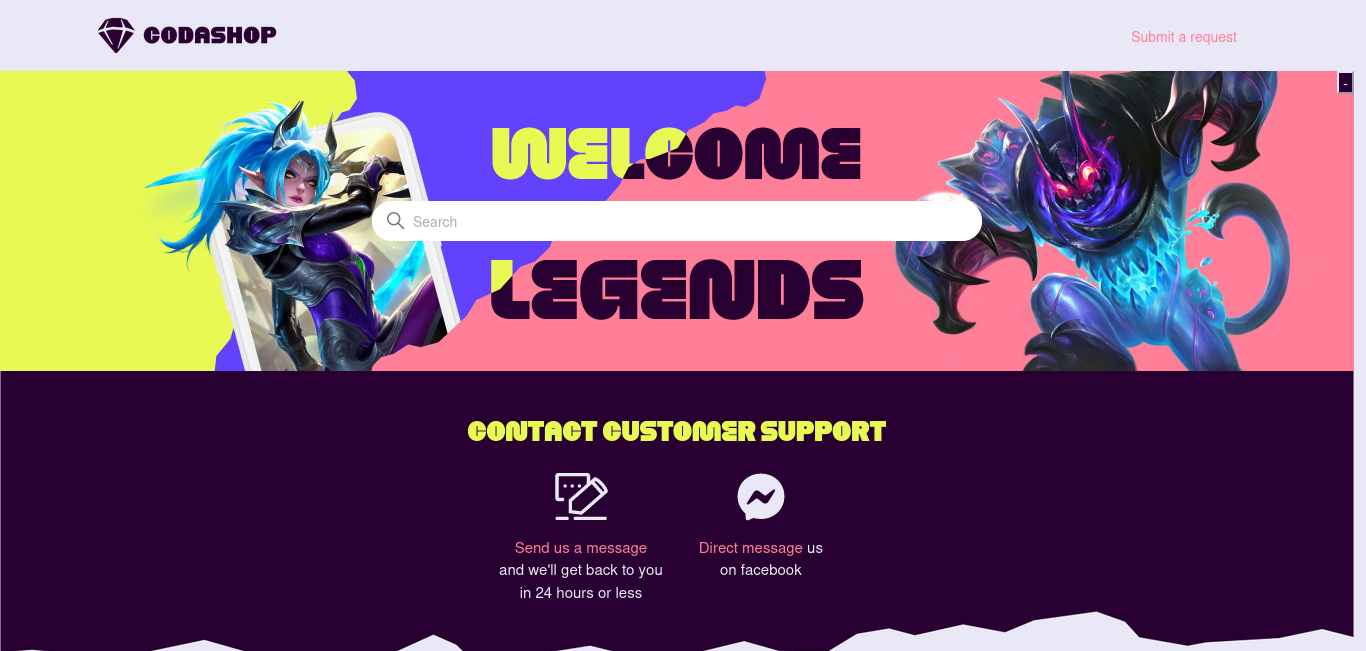 CODASHOP
Submit a request
-
WELCOME
Search
LEGENDS
CONTACT CUSTOMER SUPPORT
Send us a message
and we'll get back to you
in 24 hours or less
Direct message us
on facebook